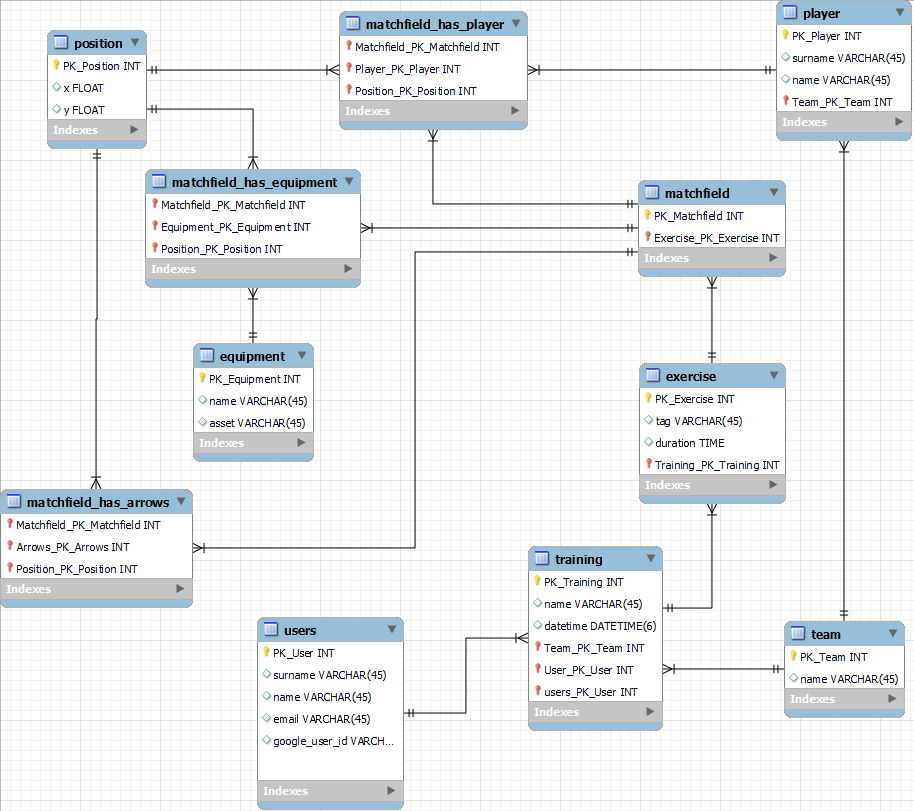 position
PK_Position INT
x FLOAT
y FLOAT
Indexes
matchfield_has_player
Matchfield_PK_Matchfield INT
Player_PK_Player INT
Position_PK_Position INT
Indexes
player
PK_Player INT
surname VARCHAR(45)
name VARCHAR(45)
Team_PK_Team INT
Indexes
matchfield_has_equipment
Matchfield_PK_Matchfield INT
Equipment_PK_Equipment INT
Position_PK_Position INT
Indexes
matchfield
PK_Matchfield INT
Exercise_PK_Exercise INT
Indexes
equipment
PK_Equipment INT
name VARCHAR(45)
asset VARCHAR(45)
Indexes
exercise
PK_Exercise INT
tag VARCHAR(45)
duration TIME
Training_PK_Training INT
Indexes
matchfield_has_arrows
Matchfield_PK_Matchfield INT
Arrows_PK_Arrows INT
Position_PK_Position INT
Indexes
training
PK_Training INT
name VARCHAR(45)
datetime DATETIME(6)
Team_PK_Team INT
User_PK_User INT
users_PK_User INT
Indexes
users
PK_User INT
surname VARCHAR(45)
name VARCHAR(45)
email VARCHAR(45)
google_user_id VARCH...
Indexes
team
PK_Team INT
name VARCHAR(45)
Indexes